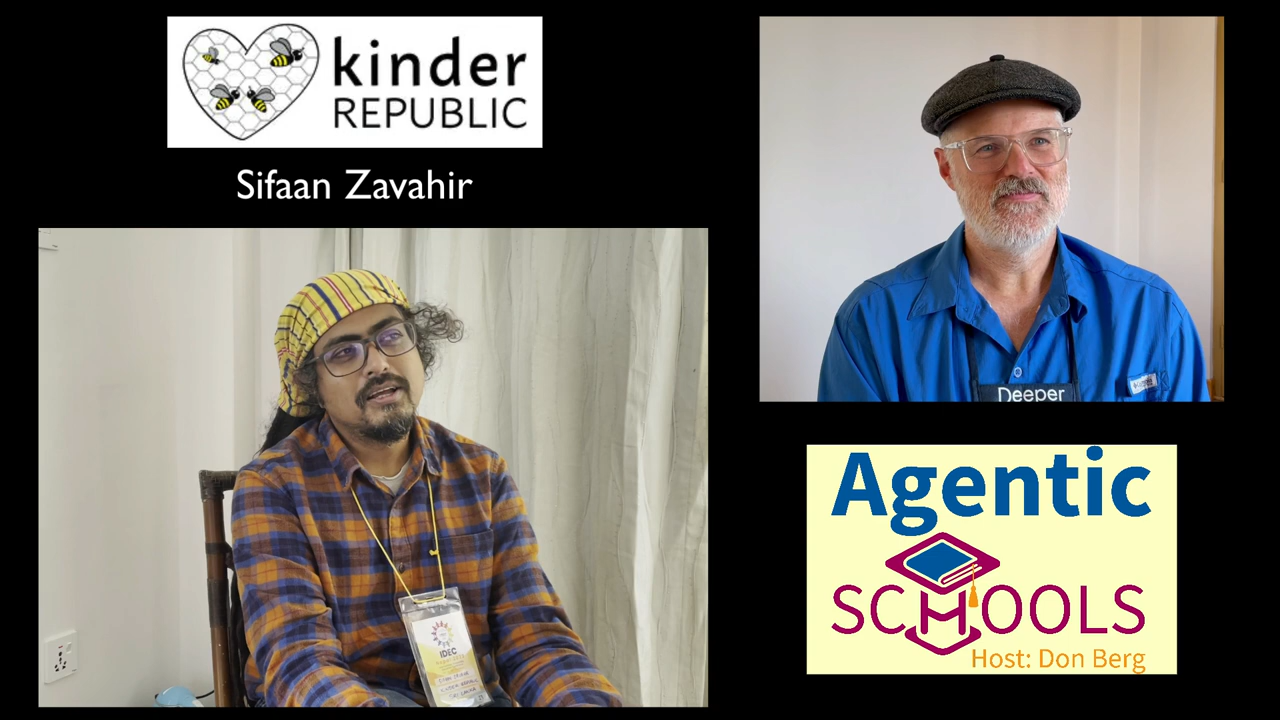 kinder
REPUBLIC
Sifaan Zavahir
Deeper
IDEC
Agentic
SCHOOLS
Host: Don Berg